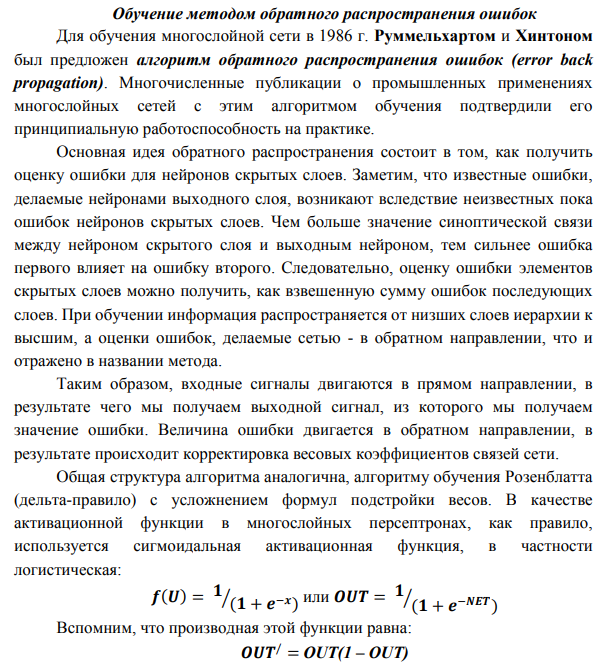 Обучение методом обратного распространения ошибок
Для обучения многослойной сети в 1986 г. Руммельхартом и Хинтоном
был предложен алгоритм обратного распространения ошибок (error back
propagation). Многочисленные публикации о промышленных применениях
многослойных сетей с этим алгоритмом обучения подтвердили его
принципиальную работоспособность на практике.
Основная идея обратного распространения состоит в том, как получить
оценку ошибки для нейронов скрытых слоев. Заметим, что известные ошибки,
делаемые нейронами выходного слоя, возникают вследствие неизвестных пока
ошибок нейронов скрытых слоев. Чем больше значение синоптической связи
между нейроном скрытого слоя и выходным нейроном, тем сильнее ошибка
первого влияет на ошибку второго. Следовательно, оценку ошибки элементов
скрытых слоев можно получить, как взвешенную сумму ошибок последующих
слоев. При обучении информация распространяется от низших слоев иерархии к
высшим, а оценки ошибок, делаемые сетью - в обратном направлении, что и
отражено в названии метода.
Таким образом, входные сигналы двигаются в прямом направлении, в
результате чего мы получаем выходной сигнал, из которого мы получаем
значение ошибки. Величина ошибки двигается в обратном направлении, в
результате происходит корректировка весовых коэффициентов связей сети.
Общая структура алгоритма аналогична, алгоритму обучения Розенблатта
(дельта-правило) с усложнением формул подстройки весов. В качестве
активационной функции в многослойных персептронах, как правило,
используется сигмоидальная активационная функция, в частности
логистическая:
f(U) = 1/(1 + e^−x) или OUT = 1/(1 + e^−NET)
Вспомним, что производная этой функции равна:
OUT/ = OUT(1 – OUT)